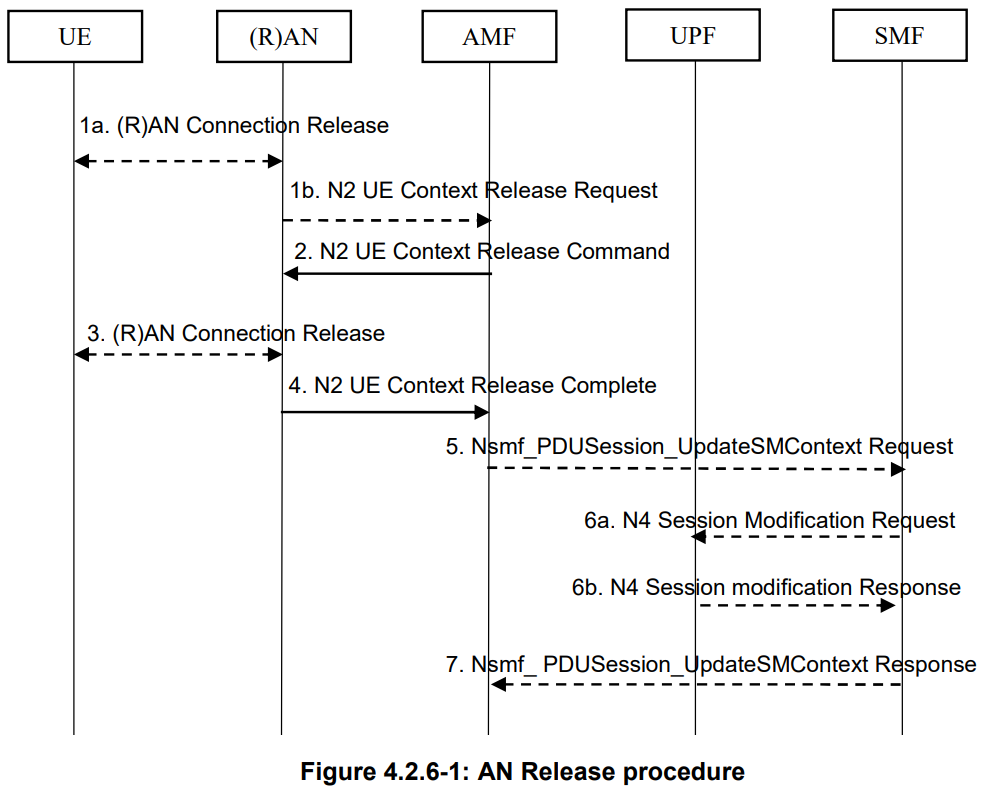 UE (R)AN AMF UPF SMF
1a. (R)AN Connection Release
1b. N2 UE Context Release Request
2. N2 UE Context Release Command
3. (R)AN Connection Release
4. N2 UE Context Release Complete
5. Nsmf_PDUSession_UpdateSMContext Request
6a. N4 Session Modification Request
6b. N4 Session modification Response
7. Nsmf_ PDUSession_UpdateSMContext Response
Figure 4.2.6-1: AN Release procedure